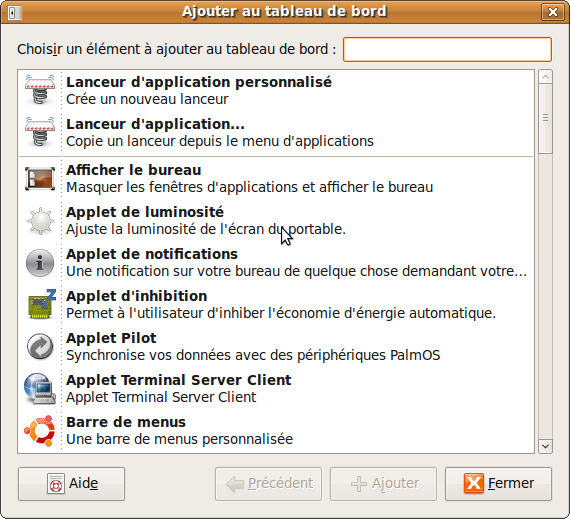 Ajouter au tableau de bord
Choisir un élément à ajouter au tableau de bord :
Lanceur d'application personnalisé
Crée un nouveau lanceur
Lanceur d'application...
Copie un lanceur depuis le menu d'applications
Afficher le bureau
Masquer les fenêtres d'applications et afficher le bureau
Applet de luminosité
Ajuste la luminosité de l'écran du portable.
Applet de notifications
Une notification sur votre bureau de quelque chose demandant votre...
Applet d'inhibition
Permet à l'utilisateur d'inhiber l'économie d'énergie automatique.
Applet Pilot
Synchronise vos données avec des périphériques PalmOS
Applet Terminal Server Client
Applet Terminal Server Client
Barre de menus
Une barre de menus personnalisée
Aide
Précédent
Ajouter
Fermer